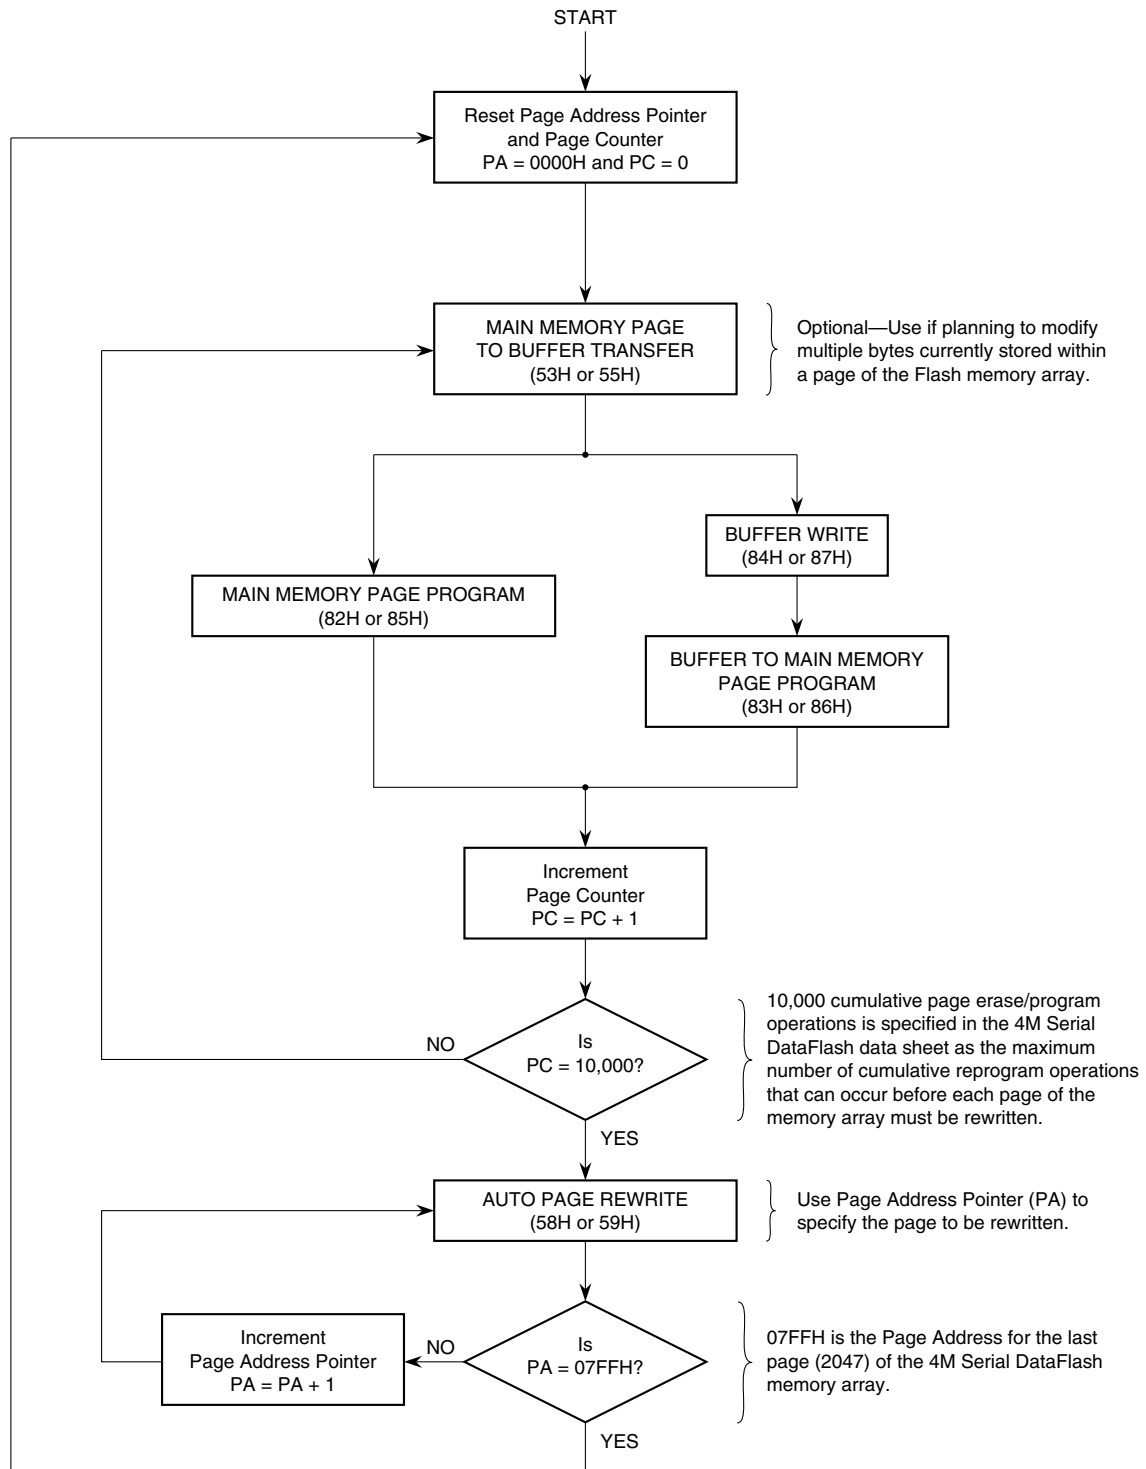 START
Reset Page Address Pointer
and Page Counter
PA = 0000H and PC = 0
MAIN MEMORY PAGE
TO BUFFER TRANSFER
(53H or 55H)
Optional—Use if planning to modify
multiple bytes currently stored within
a page of the Flash memory array.
BUFFER WRITE
(84H or 87H)
MAIN MEMORY PAGE PROGRAM
(82H or 85H)
BUFFER TO MAIN MEMORY
PAGE PROGRAM
(83H or 86H)
Increment
Page Counter
PC = PC + 1
NO
Is
PC = 10,000?
10,000 cumulative page erase/program
operations is specified in the 4M Serial
DataFlash data sheet as the maximum
number of cumulative reprogram operations
that can occur before each page of the
memory array must be rewritten.
YES
AUTO PAGE REWRITE
(58H or 59H)
Use Page Address Pointer (PA) to
specify the page to be rewritten.
Increment
Page Address Pointer
PA = PA + 1
NO
Is
PA = 07FFH?
07FFH is the Page Address for the last
page (2047) of the 4M Serial DataFlash
memory array.
YES